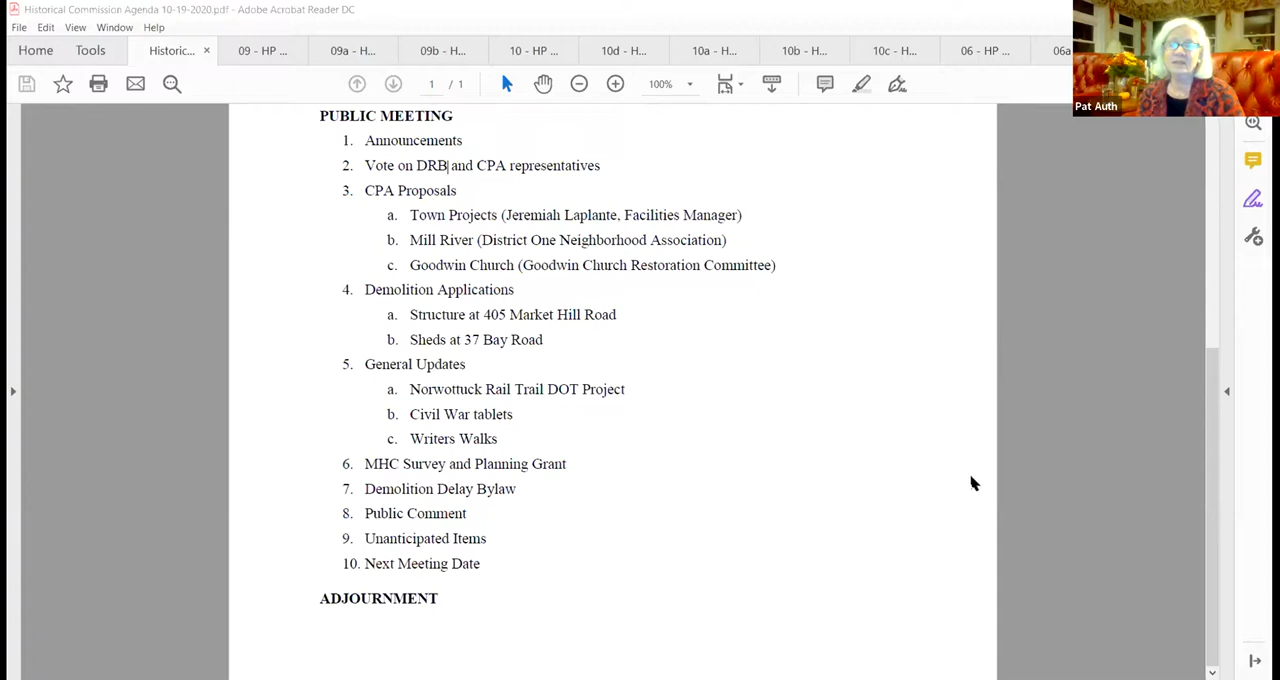 Historical Commission Agenda 10-19-2020.pdf - Adobe Acrobat Reader DC
File Edit View Window Help
Home Tools Historic... × 09 - HP ... 09a - H... 09b - H... 10 - HP ... 10d - H... 10a - H... 10b - H... 10c - H... 06 - HP ... 06a
1 / 1 100%
Pat Auth
PUBLIC MEETING
1. Announcements
2. Vote on DRB and CPA representatives
3. CPA Proposals
a. Town Projects (Jeremiah Laplante, Facilities Manager)
b. Mill River (District One Neighborhood Association)
c. Goodwin Church (Goodwin Church Restoration Committee)
4. Demolition Applications
a. Structure at 405 Market Hill Road
b. Sheds at 37 Bay Road
5. General Updates
a. Norwottuck Rail Trail DOT Project
b. Civil War tablets
c. Writers Walks
6. MHC Survey and Planning Grant
7. Demolition Delay Bylaw
8. Public Comment
9. Unanticipated Items
10. Next Meeting Date
ADJOURNMENT